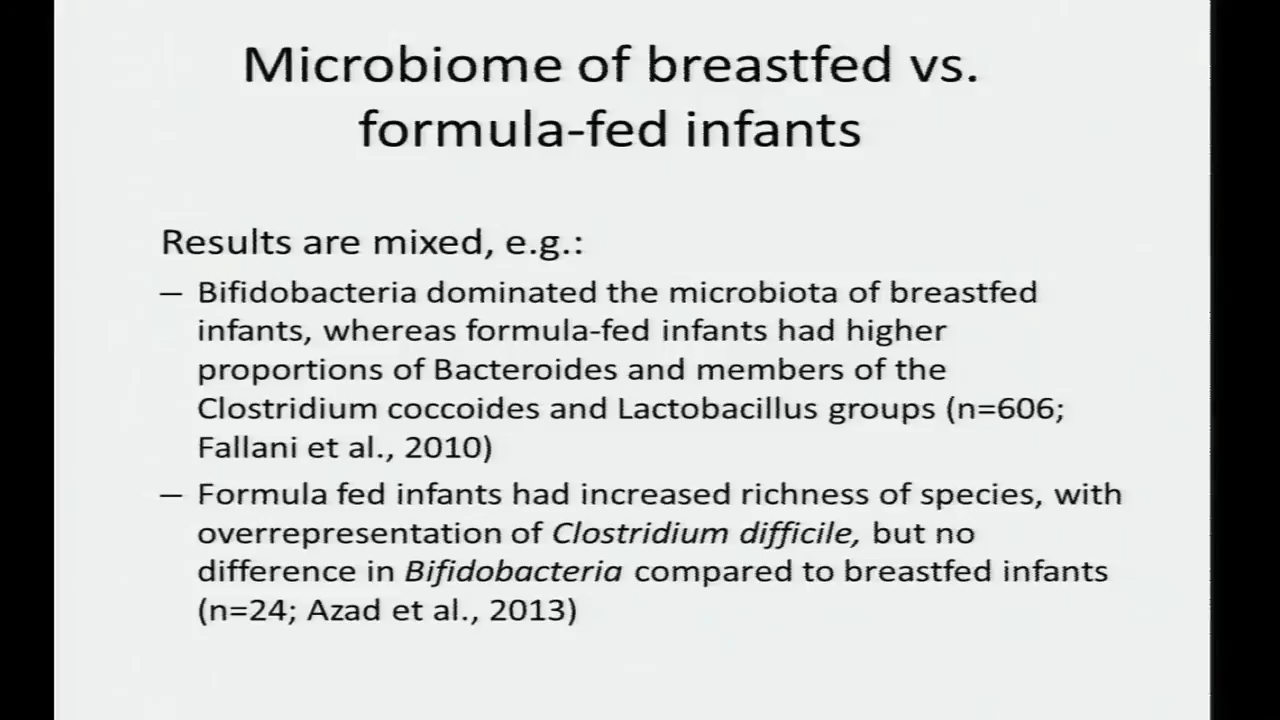 Microbiome of breastfed vs.
formula-fed infants
Results are mixed, e.g.:
– Bifidobacteria dominated the microbiota of breastfed
infants, whereas formula-fed infants had higher
proportions of Bacteroides and members of the
Clostridium coccoides and Lactobacillus groups (n=606;
Fallani et al., 2010)
– Formula fed infants had increased richness of species, with
overrepresentation of Clostridium difficile, but no
difference in Bifidobacteria compared to breastfed infants
(n=24; Azad et al., 2013)